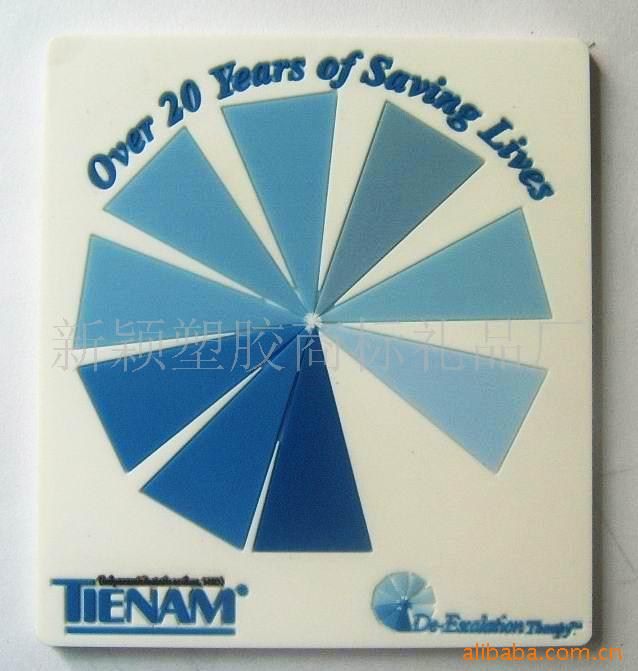 Over 20 Years of Saving Lives
新颖塑胶商标礼品厂
TIENAM®
De-Escalation Therapy™
alibaba.com.cn